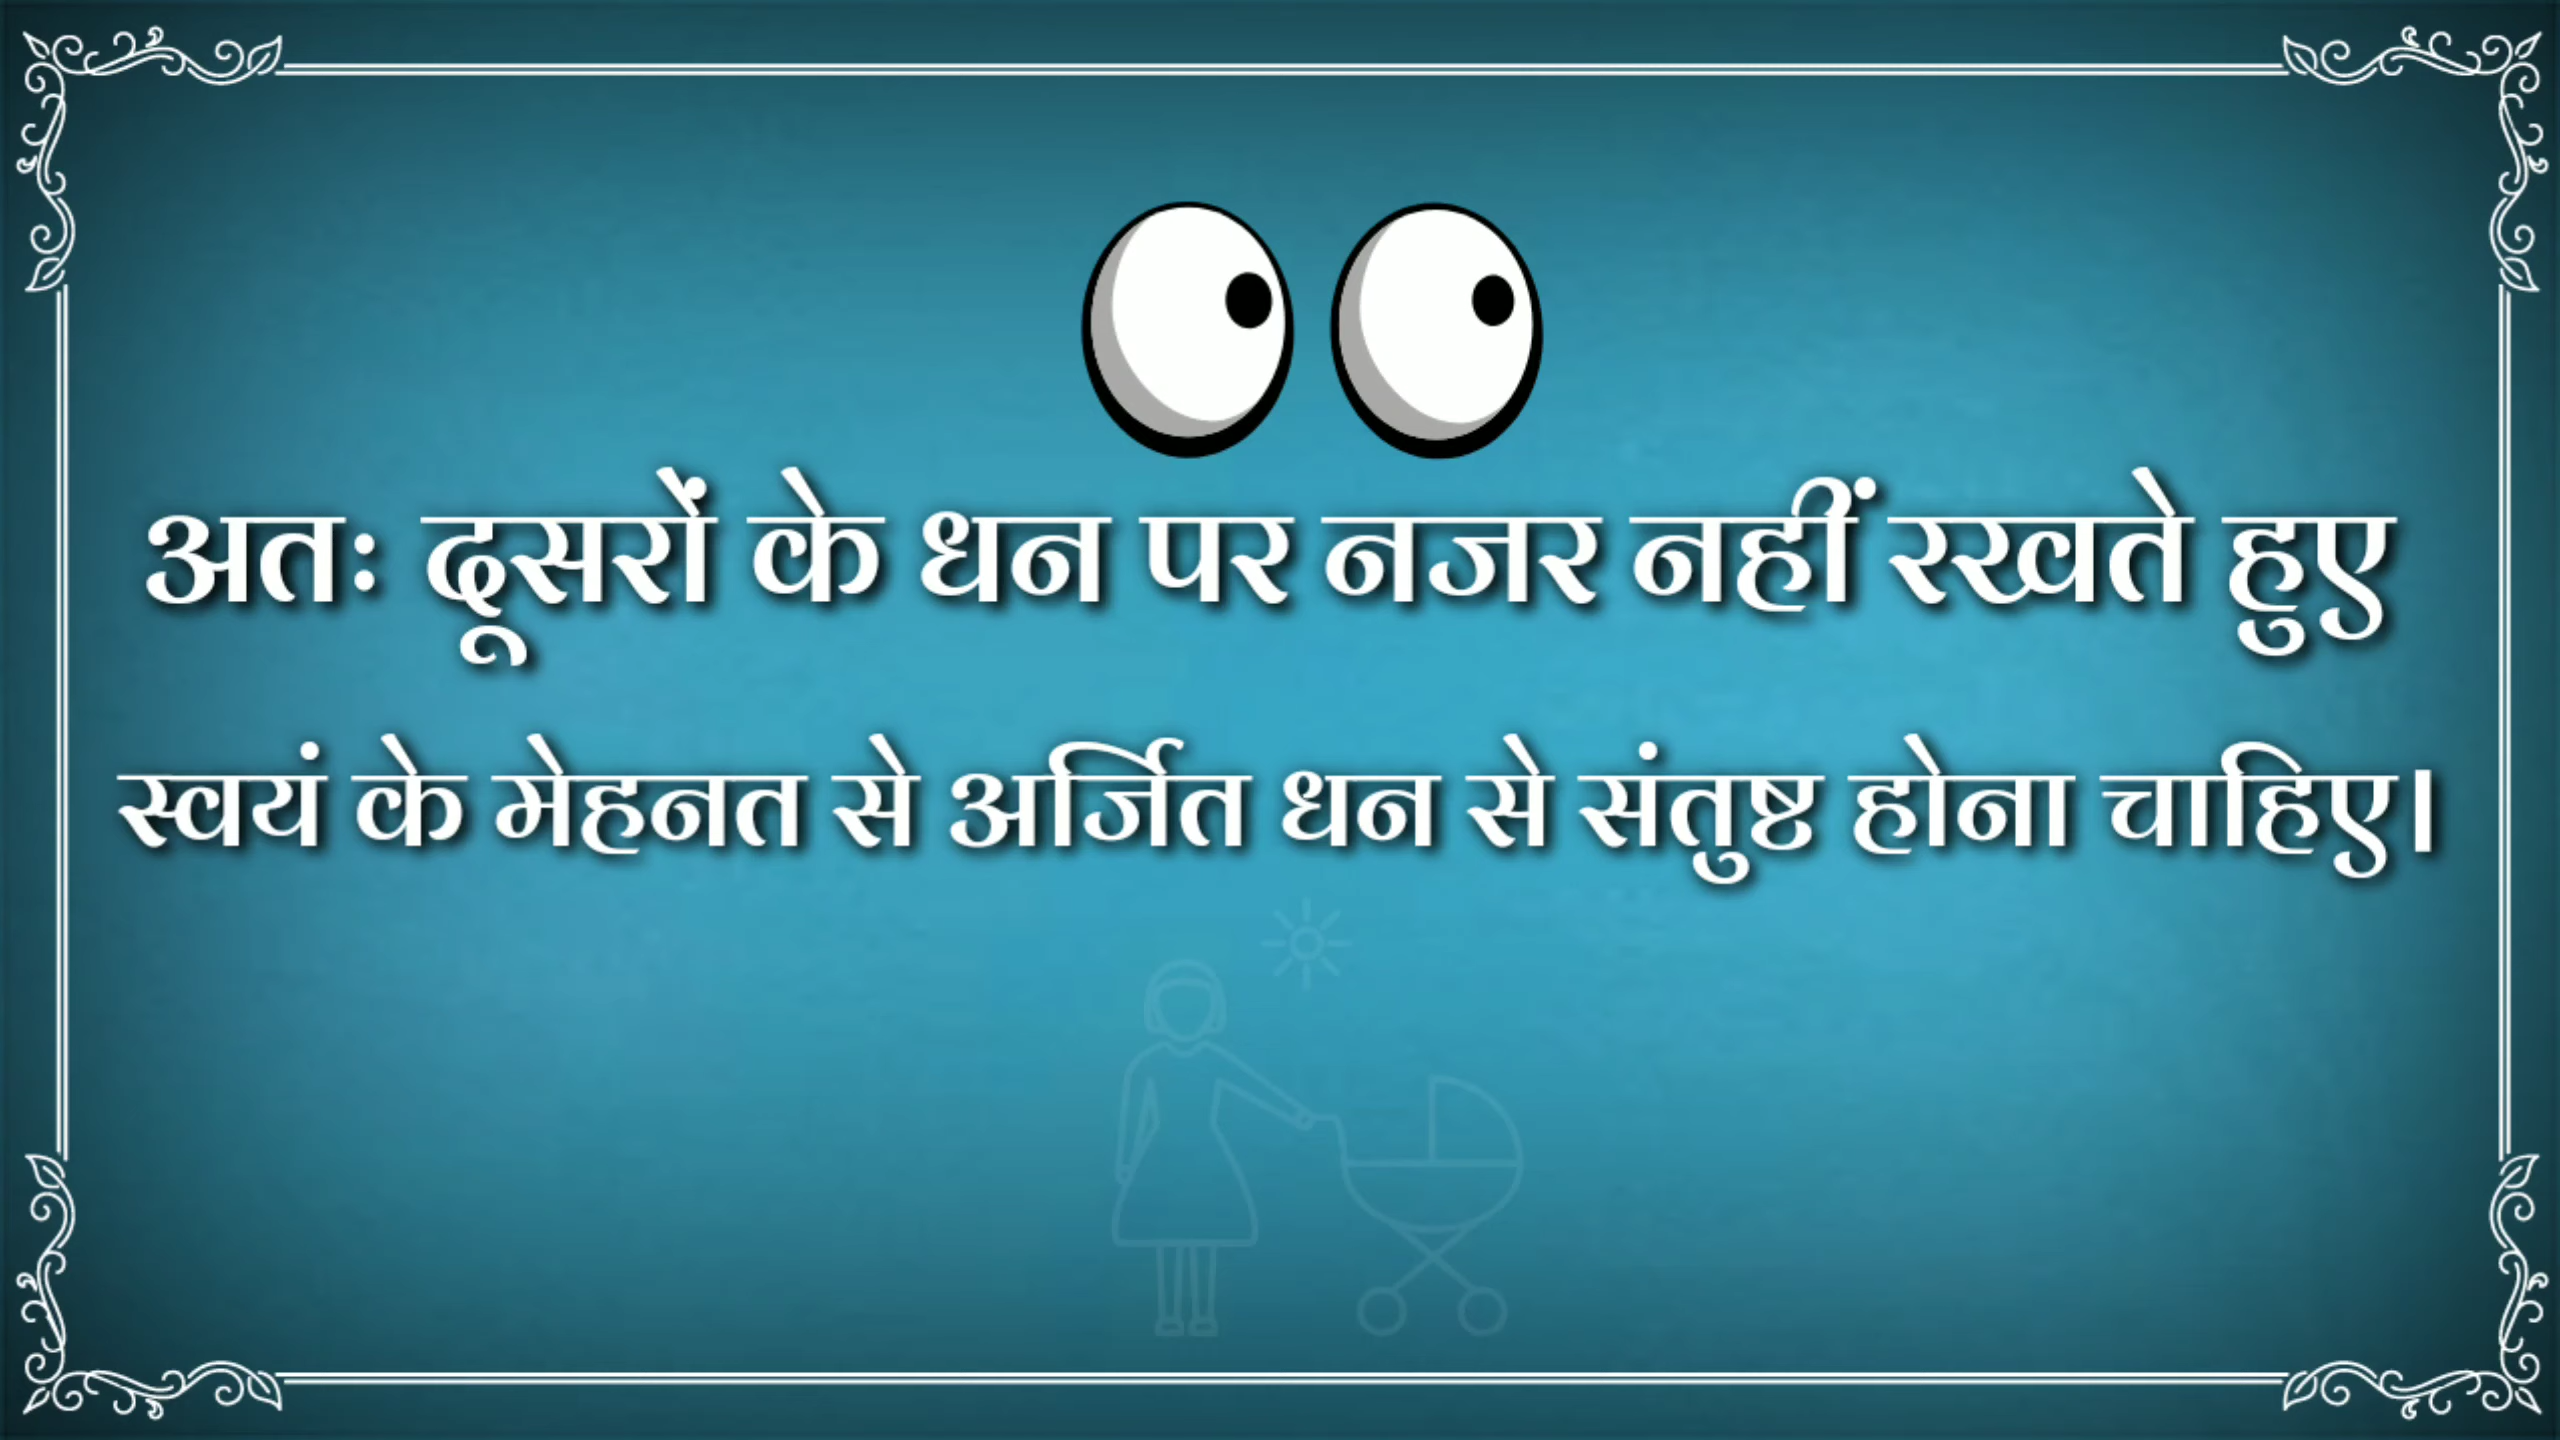 अतः दूसरों के धन पर नजर नहीं रखते हुए
स्वयं के मेहनत से अर्जित धन से संतुष्ट होना चाहिए।